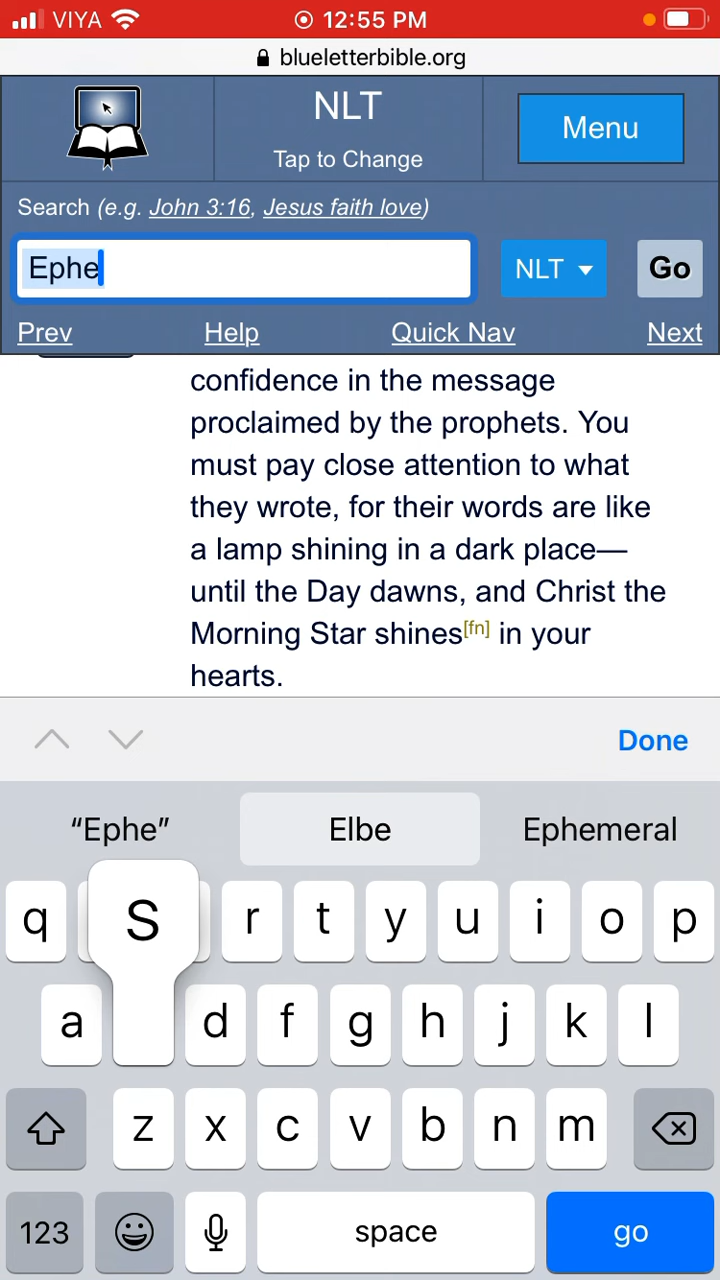 VIYA 12:55 PM
blueletterbible.org
NLT
Tap to Change
Menu
Search (e.g. John 3:16, Jesus faith love)
Ephe
NLT
Go
Prev Help Quick Nav Next
confidence in the message
proclaimed by the prophets. You
must pay close attention to what
they wrote, for their words are like
a lamp shining in a dark place—
until the Day dawns, and Christ the
Morning Star shines[fn] in your
hearts.
Done
“Ephe” Elbe Ephemeral
q r t y u i o p
a S d f g h j k l
z x c v b n m
123 space go